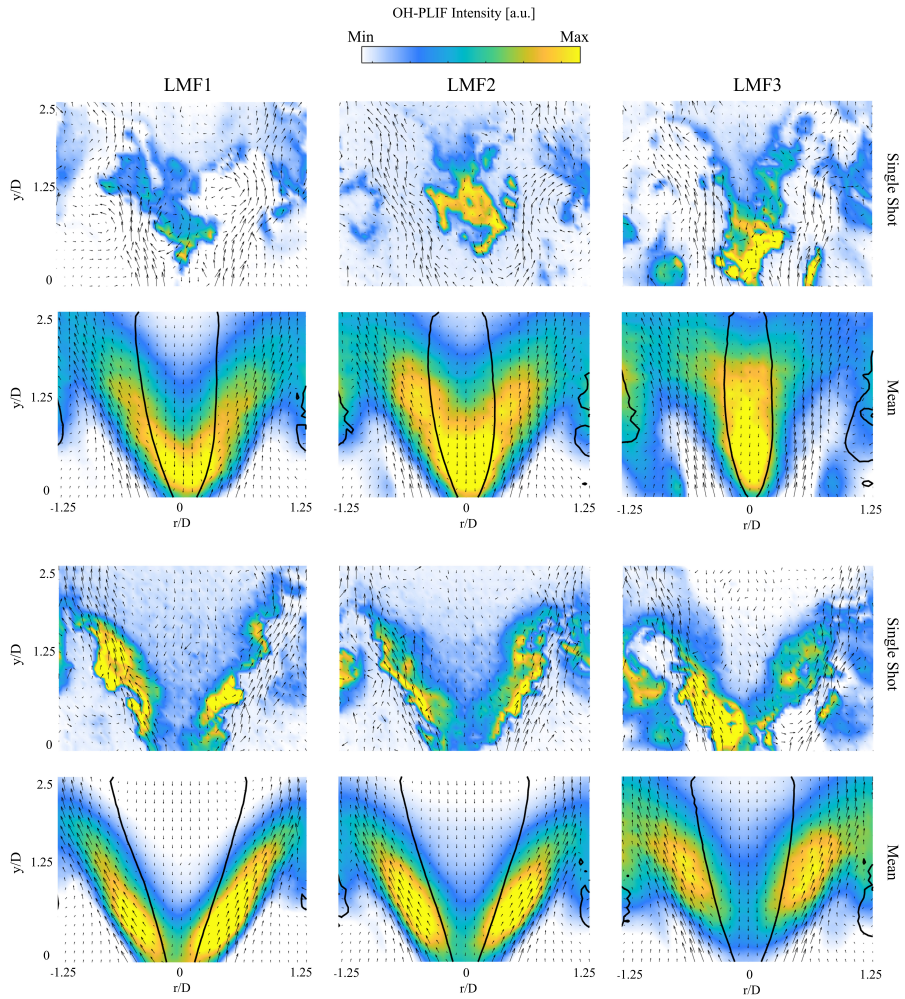 OH-PLIF Intensity [a.u.]
Min Max
LMF1 LMF2 LMF3
2.5
y/D 1.25
0
Single Shot
2.5
y/D 1.25
0
Mean
-1.25 0 1.25 -1.25 0 1.25 -1.25 0 1.25
r/D r/D r/D
2.5
y/D 1.25
0
Single Shot
2.5
y/D 1.25
0
Mean
-1.25 0 1.25 -1.25 0 1.25 -1.25 0 1.25
r/D r/D r/D